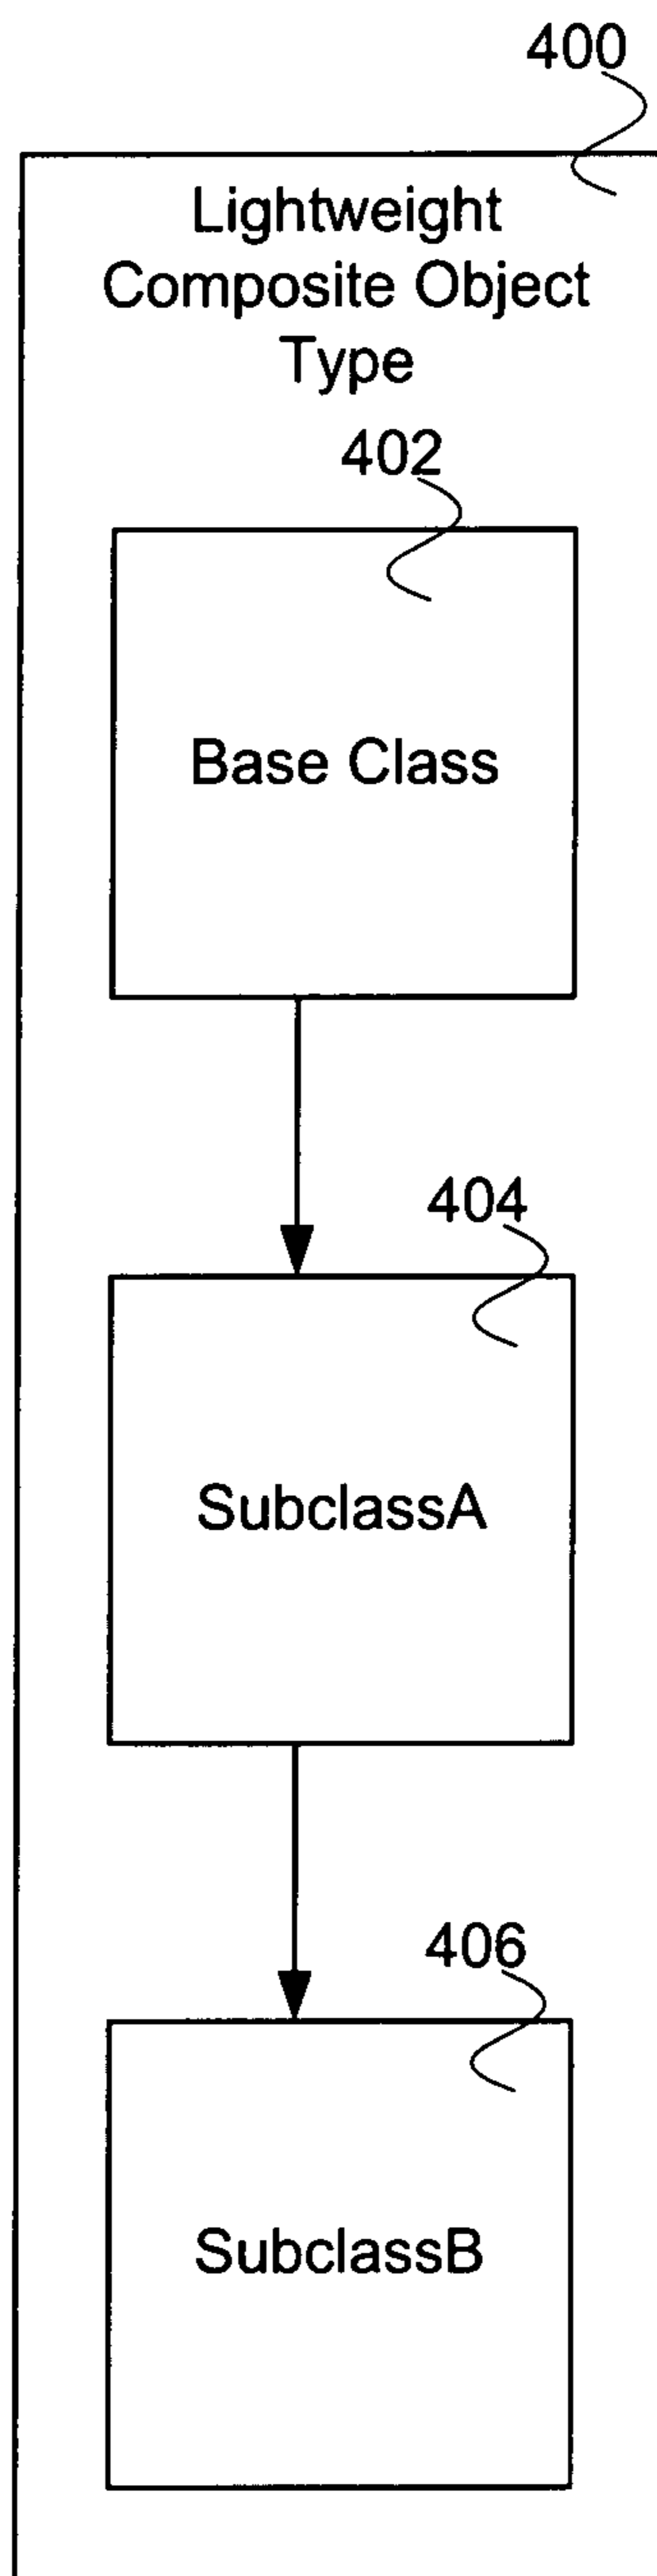 400
Lightweight
Composite Object
Type
402
Base Class
404
SubclassA
406
SubclassB